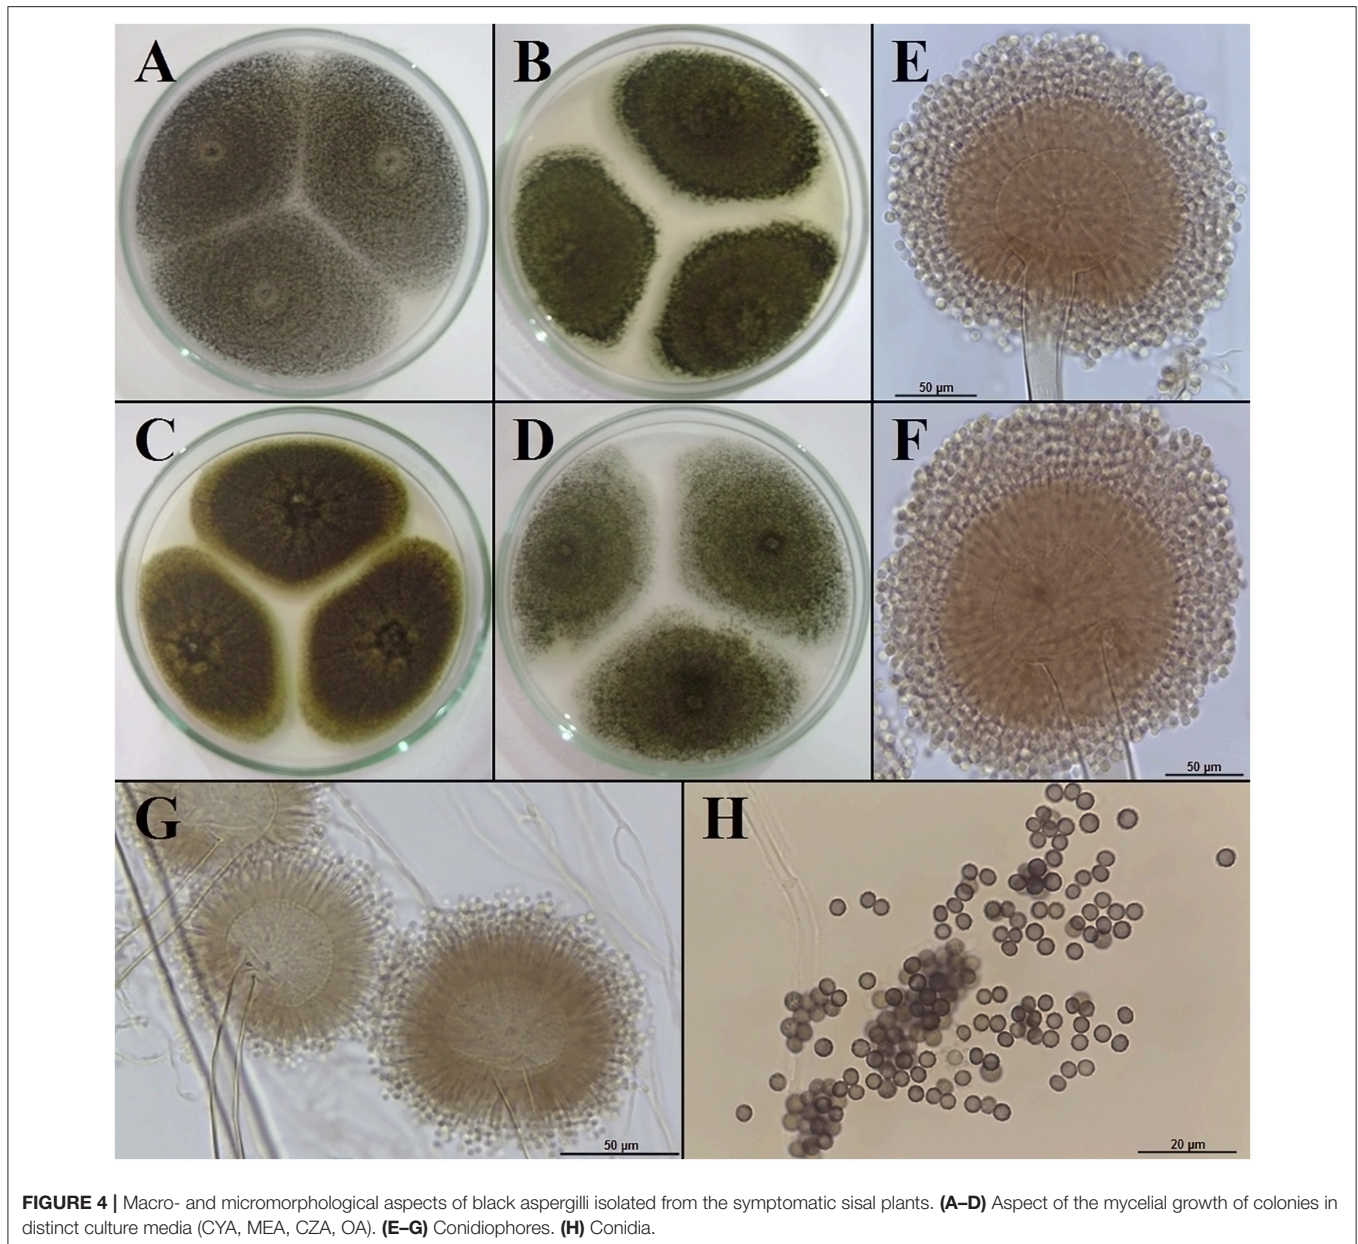 A
B
E
50 µm
C
D
F
50 µm
G
50 µm
H
20 µm
FIGURE 4 | Macro- and micromorphological aspects of black aspergilli isolated from the symptomatic sisal plants. (A–D) Aspect of the mycelial growth of colonies in
distinct culture media (CYA, MEA, CZA, OA). (E–G) Conidiophores. (H) Conidia.